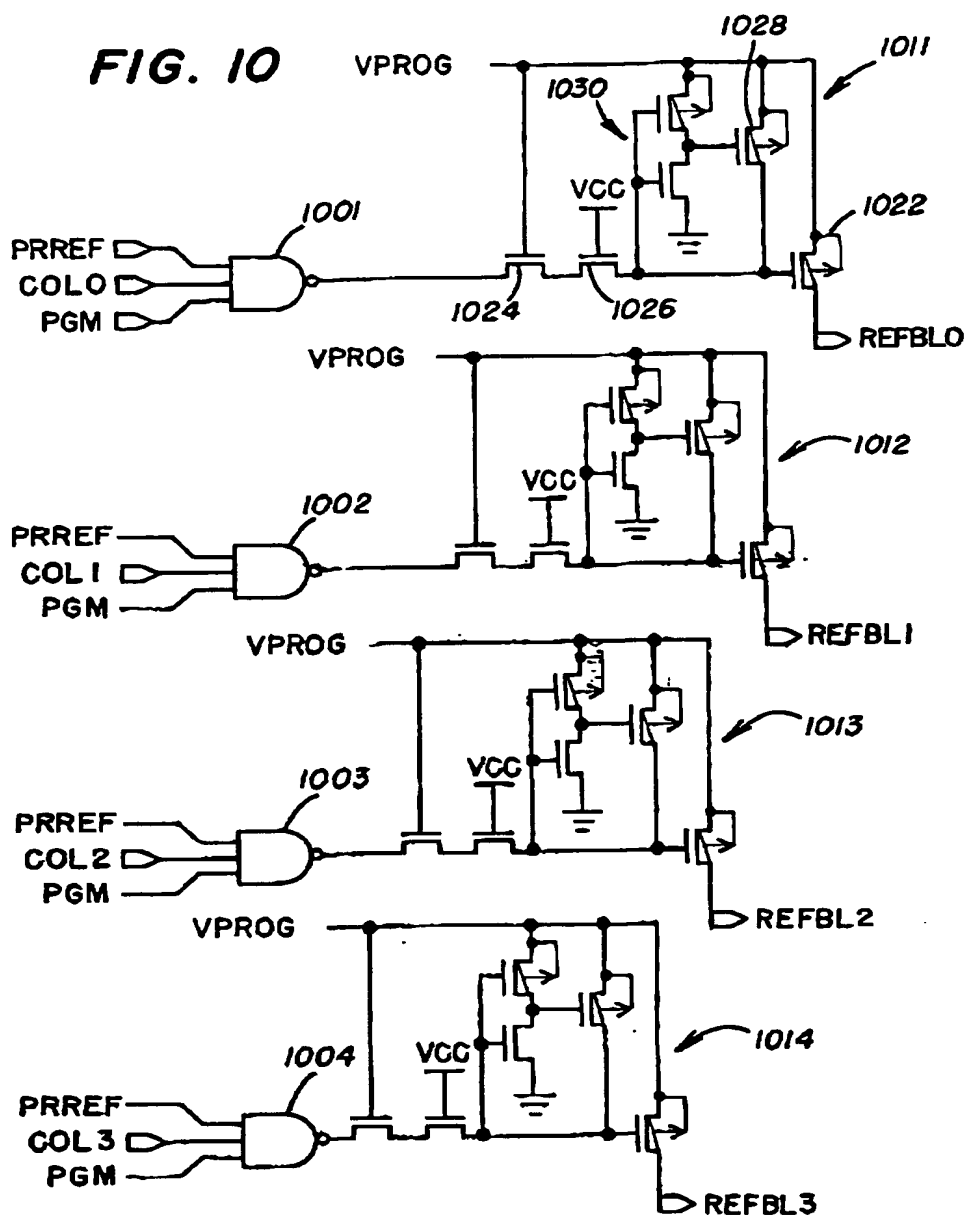 FIG. 10
VPROG
1028
1011
1030
1001
VCC
1022
PRREF
COL0
PGM
1024
1026
REFBL0
VPROG
1012
1002
VCC
PRREF
COL1
PGM
REFBL1
VPROG
1013
1003
VCC
PRREF
COL2
PGM
REFBL2
VPROG
1014
1004
VCC
PRREF
COL3
PGM
REFBL3